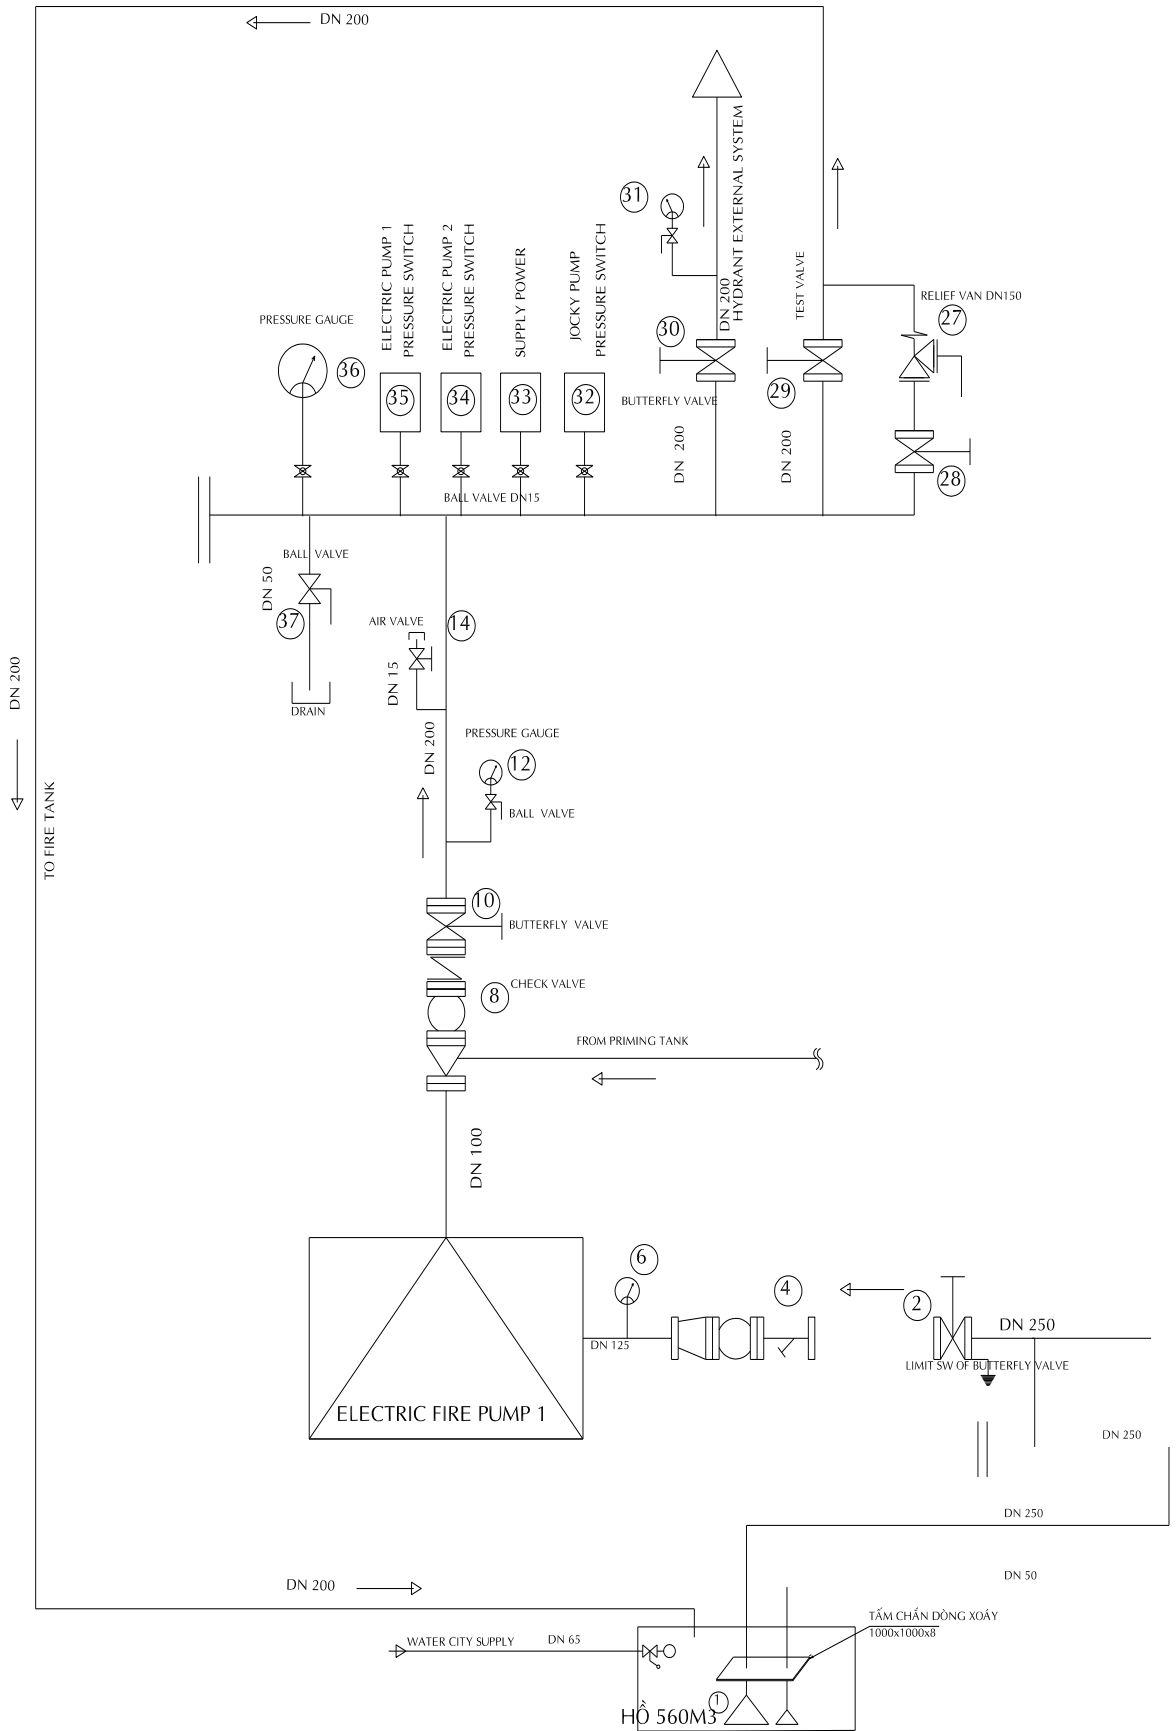 DN 200
HYDRANT EXTERNAL SYSTEM
DN 200
31
ELECTRIC PUMP 1
PRESSURE SWITCH
ELECTRIC PUMP 2
PRESSURE SWITCH
SUPPLY POWER
JOCKY PUMP
PRESSURE SWITCH
TEST VALVE
RELIEF VAN DN150
27
PRESSURE GAUGE
36
30
35
34
33
32
BUTTERFLY VALVE
29
DN 200
DN 200
28
BALL VALVE DN15
BALL VALVE
DN 50
37
DRAIN
AIR VALVE
14
DN 15
DN 200
DN 200
TO FIRE TANK
PRESSURE GAUGE
12
BALL VALVE
10
BUTTERFLY VALVE
8
CHECK VALVE
FROM PRIMING TANK
DN 100
6
4
2
DN 250
DN 125
LIMIT SW OF BUTTERFLY VALVE
ELECTRIC FIRE PUMP 1
DN 250
DN 250
DN 50
DN 200
TẤM CHẮN DÒNG XOÁY
1000x1000x8
WATER CITY SUPPLY
DN 65
1
HỒ 560M3